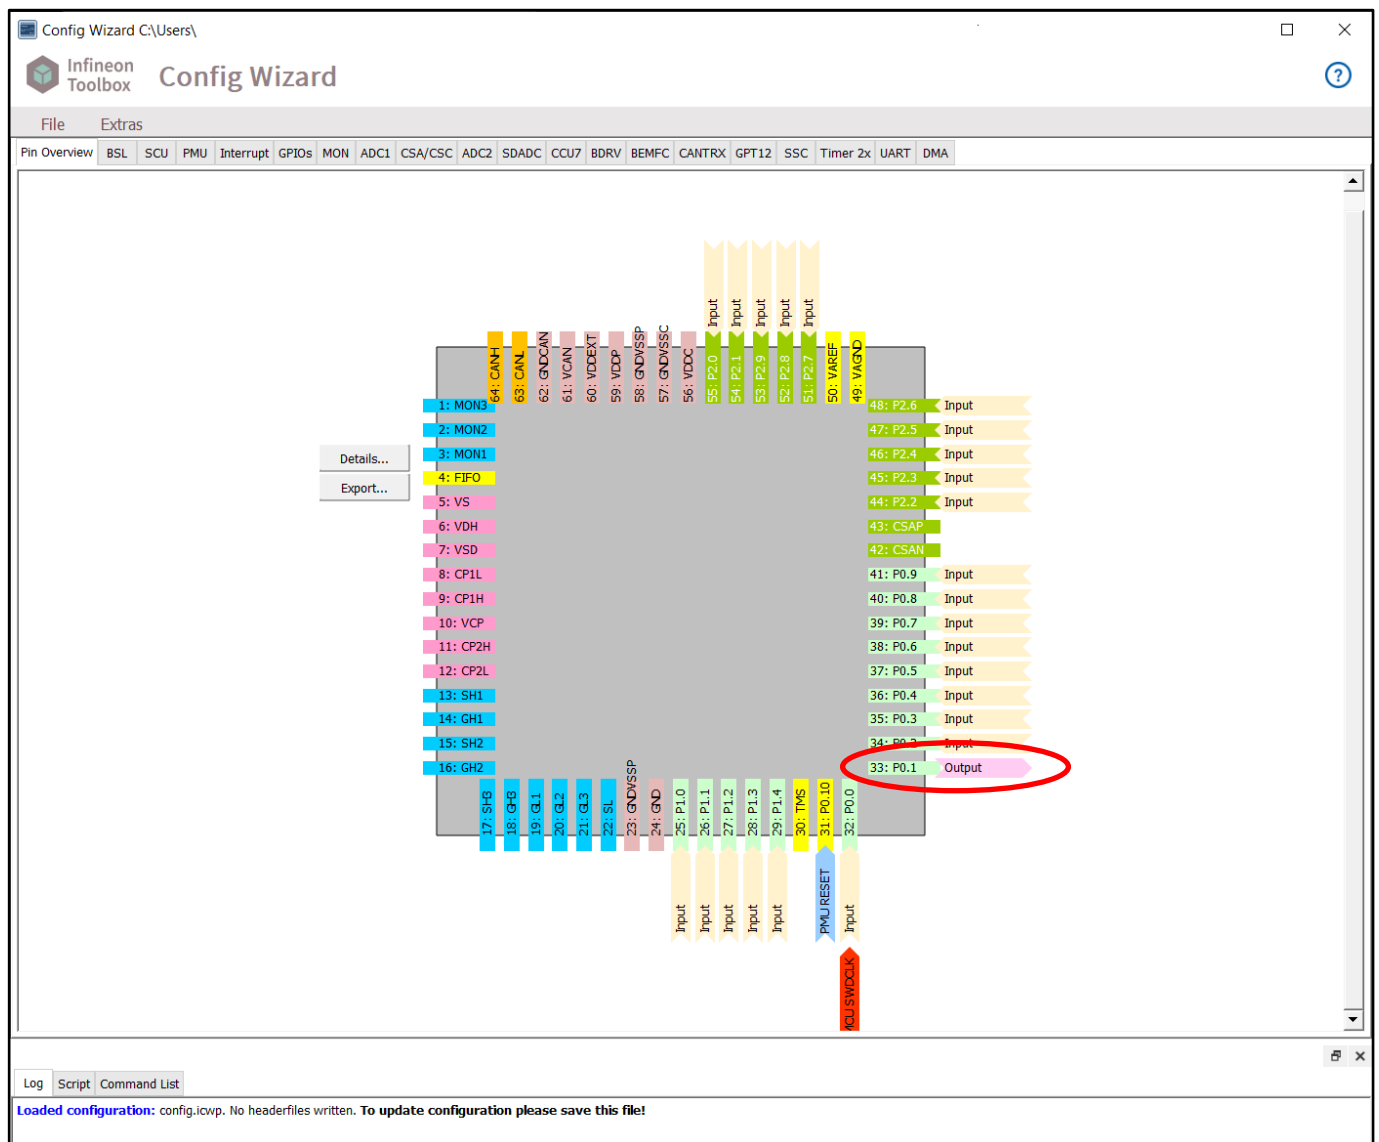 Config Wizard C:\Users\
Infineon
Toolbox
Config Wizard
?
File Extras
Pin Overview BSL SCU PMU Interrupt GPIOs MON ADC1 CSA/CSC ADC2 SDADC CCU7 BDRV BEMFC CANTRX GPT12 SSC Timer 2x UART DMA
Details...
Export...
Input
Input
Input
Input
Input
64: CANH
63: CANL
62: GNDCAN
61: VCAN
60: VDDEXT
59: VDDP
58: GNDVSSP
57: GNDVSSC
56: VDDC
55: P2.0
54: P2.1
53: P2.9
52: P2.8
51: P2.7
50: VAREF
49: VAGND
1: MON3
2: MON2
3: MON1
4: FIFO
5: VS
6: VDH
7: VSD
8: CP1L
9: CP1H
10: VCP
11: CP2H
12: CP2L
13: SH1
14: GH1
15: SH2
16: GH2
48: P2.6 Input
47: P2.5 Input
46: P2.4 Input
45: P2.3 Input
44: P2.2 Input
43: CSAP
42: CSAN
41: P0.9 Input
40: P0.8 Input
39: P0.7 Input
38: P0.6 Input
37: P0.5 Input
36: P0.4 Input
35: P0.3 Input
34: P0.2 Input
33: P0.1 Output
17: SH3
18: GH3
19: GL1
20: GL2
21: GL3
22: SL
23: GNDVSSP
24: GND
25: P1.0
26: P1.1
27: P1.2
28: P1.3
29: P1.4
30: TMS
31: P0.10
32: P0.0
Input
Input
Input
Input
Input
PMU RESET
Input
MCU SWDCLK
Log Script Command List
Loaded configuration: config.icwp. No headerfiles written. To update configuration please save this file!